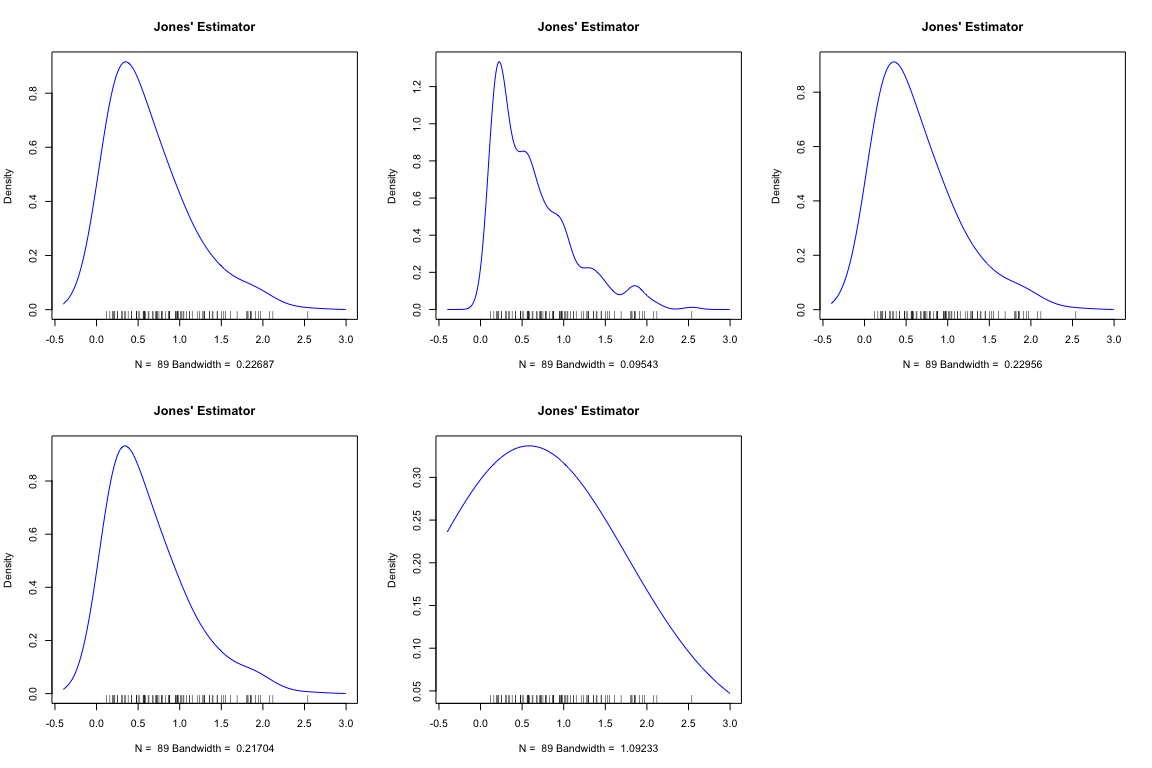 Jones' Estimator
Density
0.0 0.2 0.4 0.6 0.8
-0.5 0.0 0.5 1.0 1.5 2.0 2.5 3.0
N = 89 Bandwidth = 0.22687
Jones' Estimator
Density
0.0 0.2 0.4 0.6 0.8 1.0 1.2
-0.5 0.0 0.5 1.0 1.5 2.0 2.5 3.0
N = 89 Bandwidth = 0.09543
Jones' Estimator
Density
0.0 0.2 0.4 0.6 0.8
-0.5 0.0 0.5 1.0 1.5 2.0 2.5 3.0
N = 89 Bandwidth = 0.22956
Jones' Estimator
Density
0.0 0.2 0.4 0.6 0.8
-0.5 0.0 0.5 1.0 1.5 2.0 2.5 3.0
N = 89 Bandwidth = 0.21704
Jones' Estimator
Density
0.05 0.10 0.15 0.20 0.25 0.30
-0.5 0.0 0.5 1.0 1.5 2.0 2.5 3.0
N = 89 Bandwidth = 1.09233